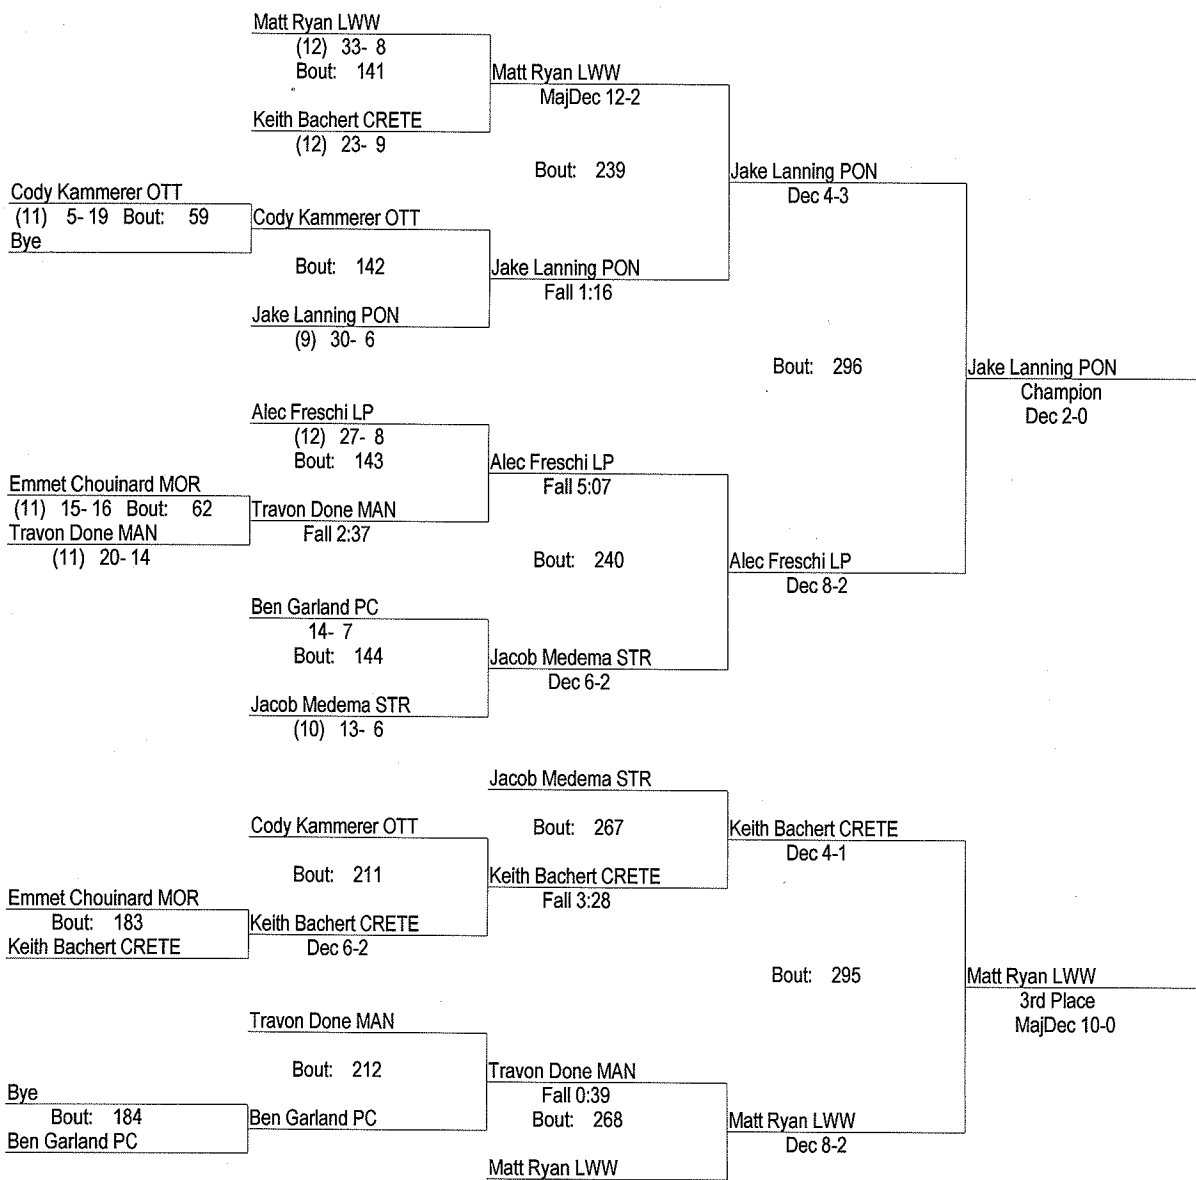 Matt Ryan LWW
(12) 33- 8
Bout: 141
Matt Ryan LWW
MajDec 12-2
Keith Bachert CRETE
(12) 23- 9
Bout: 239
Jake Lanning PON
Dec 4-3
Cody Kammerer OTT
(11) 5- 19 Bout: 59
Bye
Cody Kammerer OTT
Bout: 142
Jake Lanning PON
Fall 1:16
Jake Lanning PON
(9) 30- 6
Bout: 296
Jake Lanning PON
Champion
Dec 2-0
Alec Freschi LP
(12) 27- 8
Bout: 143
Alec Freschi LP
Fall 5:07
Emmet Chouinard MOR
(11) 15- 16 Bout: 62
Travon Done MAN
(11) 20- 14
Travon Done MAN
Fall 2:37
Bout: 240
Alec Freschi LP
Dec 8-2
Ben Garland PC
14- 7
Bout: 144
Jacob Medema STR
Dec 6-2
Jacob Medema STR
(10) 13- 6
Jacob Medema STR
Bout: 267
Keith Bachert CRETE
Dec 4-1
Cody Kammerer OTT
Bout: 211
Keith Bachert CRETE
Fall 3:28
Emmet Chouinard MOR
Bout: 183
Keith Bachert CRETE
Keith Bachert CRETE
Dec 6-2
Bout: 295
Matt Ryan LWW
3rd Place
MajDec 10-0
Travon Done MAN
Bout: 212
Travon Done MAN
Fall 0:39
Bout: 268
Bye
Bout: 184
Ben Garland PC
Ben Garland PC
Matt Ryan LWW
Dec 8-2
Matt Ryan LWW